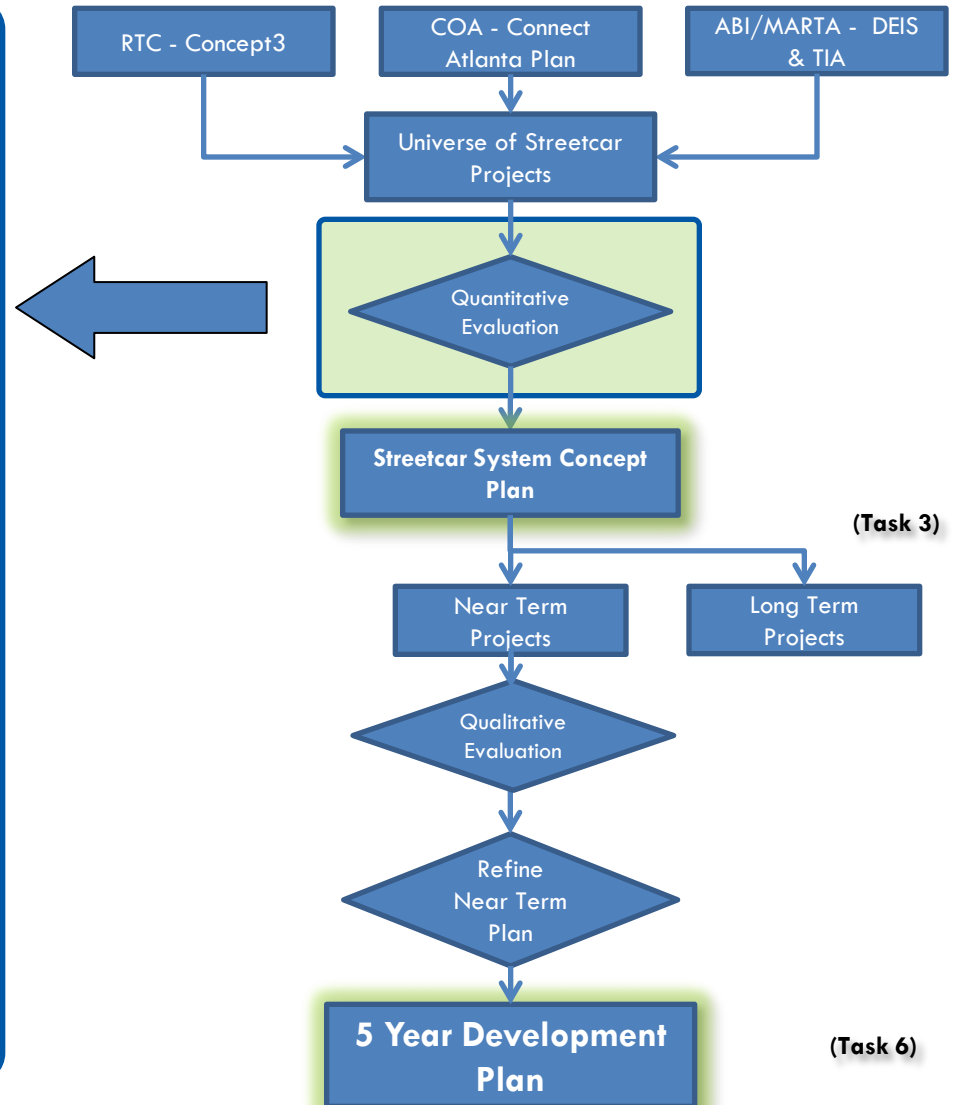 RTC - Concept3
COA - Connect
Atlanta Plan
ABI/MARTA - DEIS
& TIA
Universe of Streetcar
Projects
Quantitative
Evaluation
Streetcar System Concept
Plan
(Task 3)
Near Term
Projects
Long Term
Projects
Qualitative
Evaluation
Refine
Near Term
Plan
5 Year Development
Plan
(Task 6)